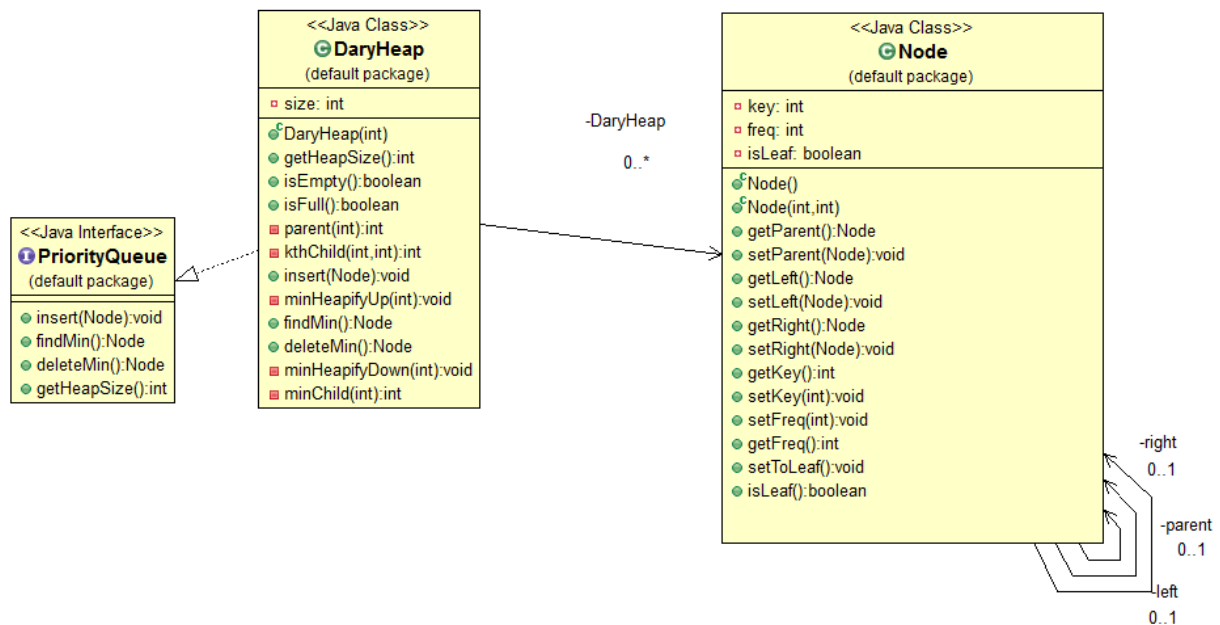 <<Java Interface>>
PriorityQueue
(default package)
insert(Node):void
findMin():Node
deleteMin():Node
getHeapSize():int
<<Java Class>>
DaryHeap
(default package)
size: int
DaryHeap(int)
getHeapSize():int
isEmpty():boolean
isFull():boolean
parent(int):int
kthChild(int,int):int
insert(Node):void
minHeapifyUp(int):void
findMin():Node
deleteMin():Node
minHeapifyDown(int):void
minChild(int):int
-DaryHeap
0..*
<<Java Class>>
Node
(default package)
key: int
freq: int
isLeaf: boolean
Node()
Node(int,int)
getParent():Node
setParent(Node):void
getLeft():Node
setLeft(Node):void
getRight():Node
setRight(Node):void
getKey():int
setKey(int):void
setFreq(int):void
getFreq():int
setToLeaf():void
isLeaf():boolean
-right
0..1
-parent
0..1
-left
0..1